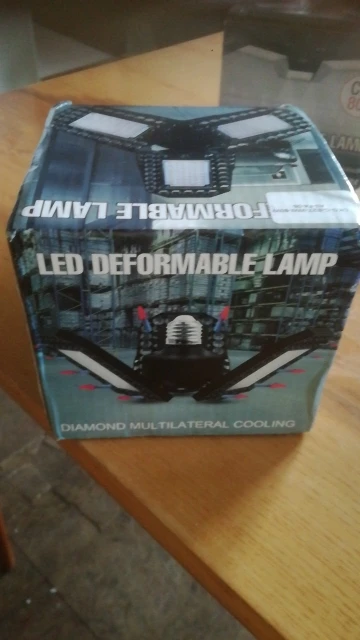 FORMABLE LAMP
LED DEFORMABLE LAMP
DIAMOND MULTILATERAL COOLING